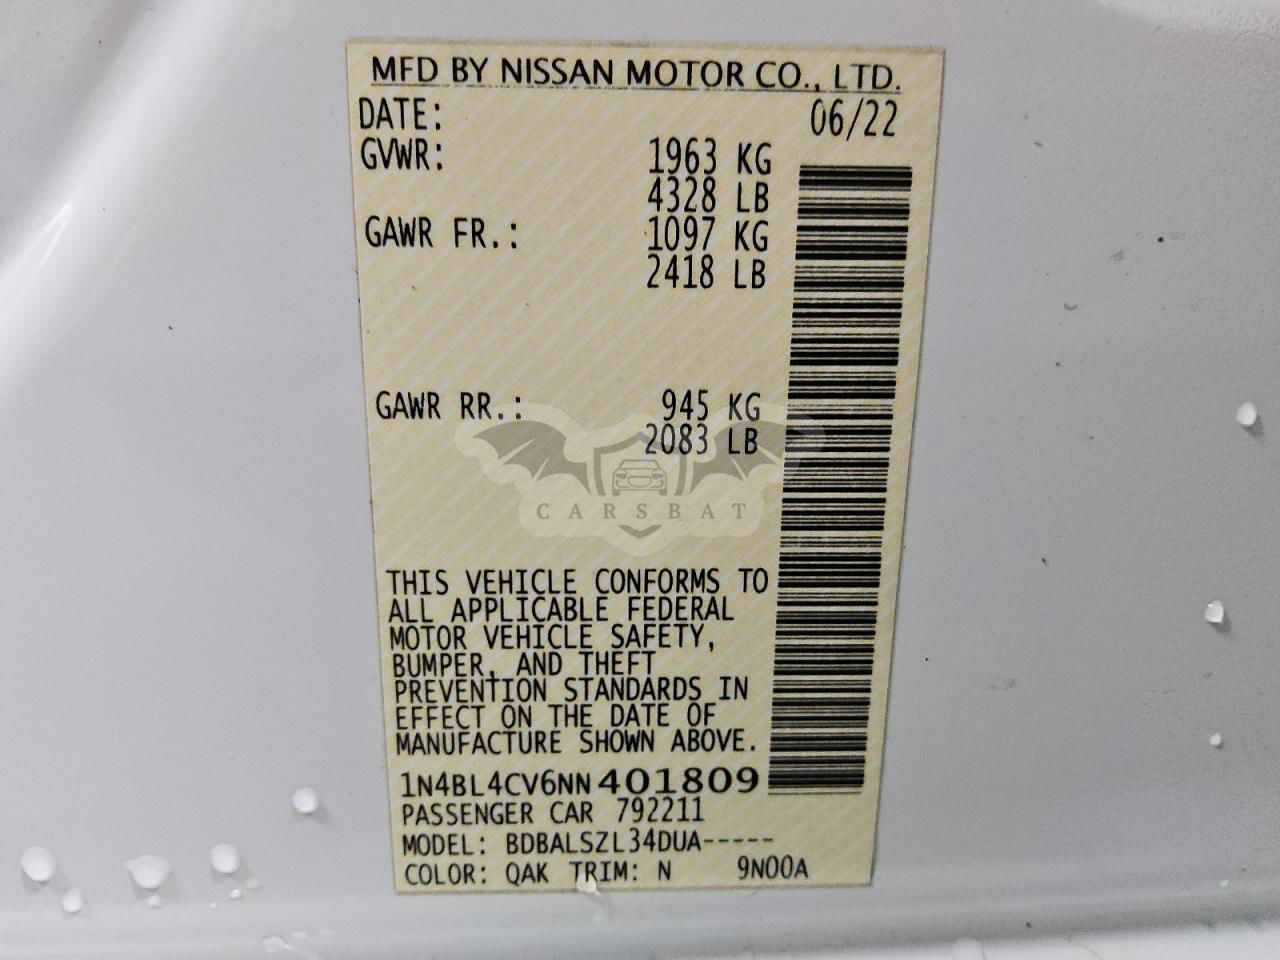 MFD BY NISSAN MOTOR CO., LTD.
DATE: 06/22
GVWR: 1963 KG
4328 LB
GAWR FR.: 1097 KG
2418 LB
GAWR RR.: 945 KG
2083 LB
CARSBAT
THIS VEHICLE CONFORMS TO
ALL APPLICABLE FEDERAL
MOTOR VEHICLE SAFETY,
BUMPER, AND THEFT
PREVENTION STANDARDS IN
EFFECT ON THE DATE OF
MANUFACTURE SHOWN ABOVE.
1N4BL4CV6NN401809
PASSENGER CAR 792211
MODEL: BDBALSZL34DUA-----
COLOR: QAK TRIM: N 9N00A